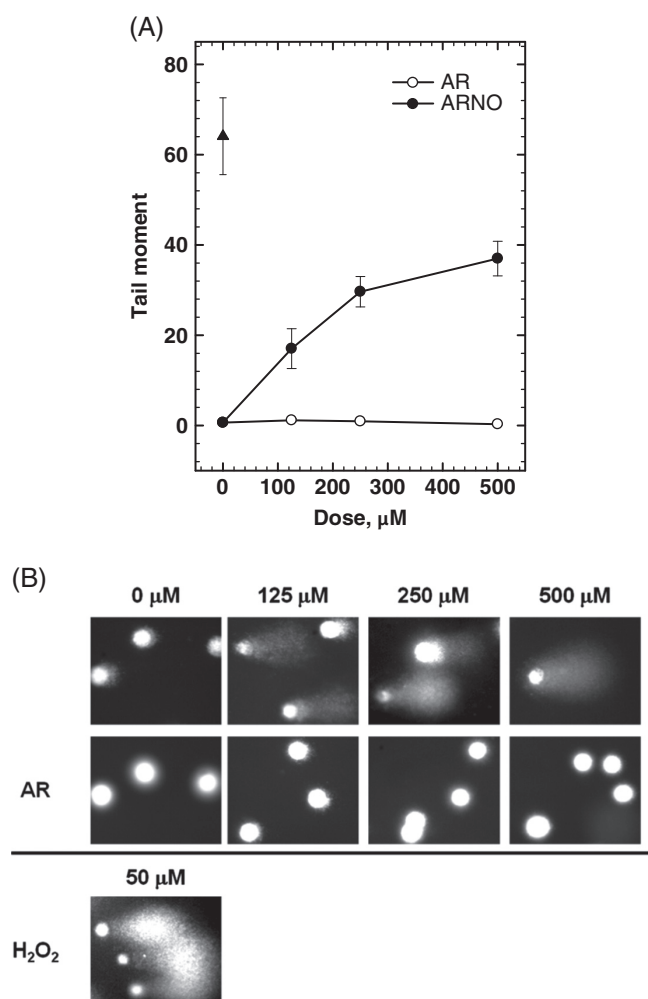 (A)
80
60
40
20
0
Tail moment
AR
ARNO
0 100 200 300 400 500
Dose, μM
(B)
0 μM 125 μM 250 μM 500 μM
AR
50 μM
H₂O₂